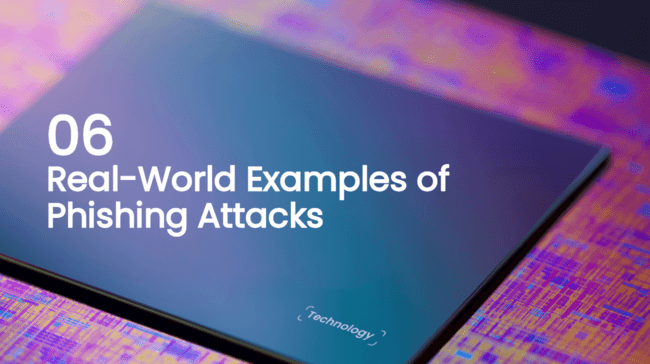 06
Real-World Examples of
Phishing Attacks
Technology